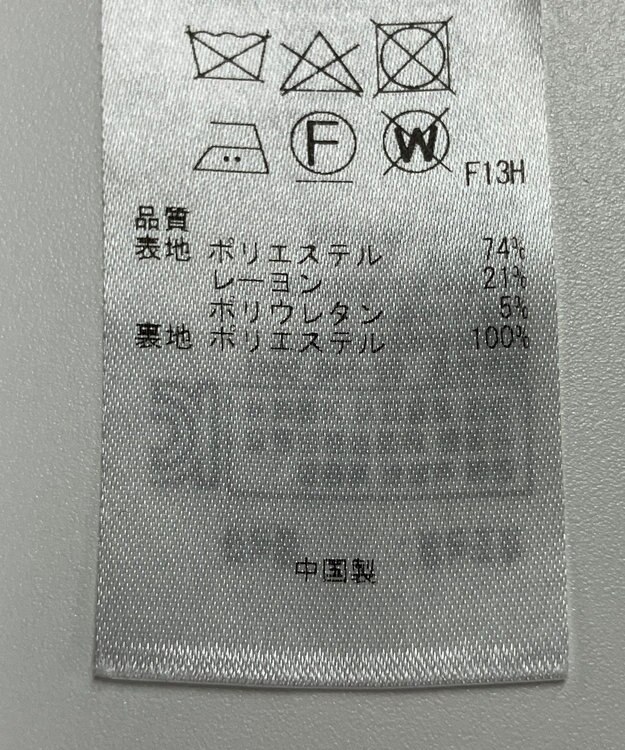 F W F13H
品質
表地 ポリエステル 74%
レーヨン 21%
ポリウレタン 5%
裏地 ポリエステル 100%
中国製